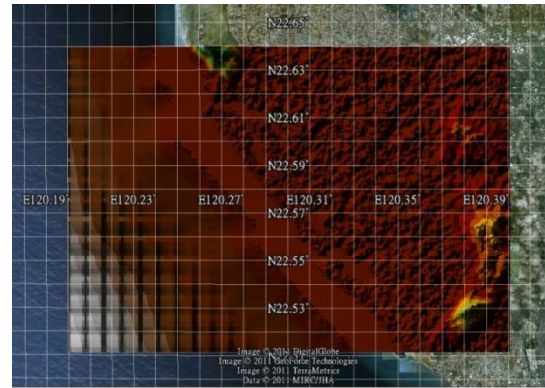 N22.65°
N22.63°
N22.61°
N22.59°
E120.19° E120.23° E120.27° E120.31° E120.35° E120.39°
N22.57°
N22.55°
N22.53°
Image © 2011 DigitalGlobe
Image © 2011 GeoForce Technologies
Image © 2011 TerraMetrics
Data © 2011 MIRC/JHA